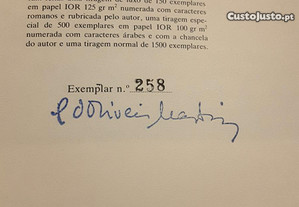 CustoJusto.pt
de luxo de 150 exemplares
em papel IOR 125 gr m² numerada com caracteres
romanos e rubricada pelo autor, uma tiragem espe-
cial de 500 exemplares em papel IOR 100 gr m²
numerada com caracteres árabes e com a chancela
do autor e uma tiragem normal de 1500 exemplares.
Exemplar n.º 258